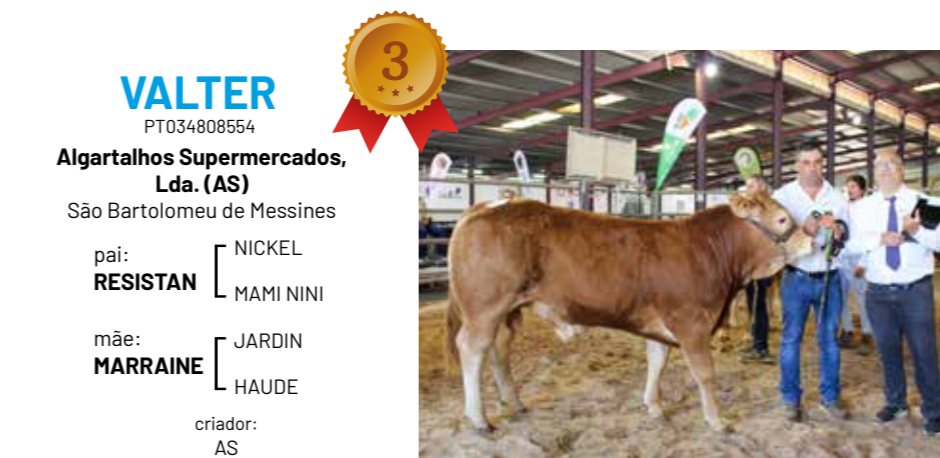 3
VALTER
PT034808554
Algartalhos Supermercados,
Lda. (AS)
São Bartolomeu de Messines
pai:
RESISTAN
NICKEL
MAMI NINI
mãe:
MARRAINE
JARDIN
HAUDE
criador:
AS